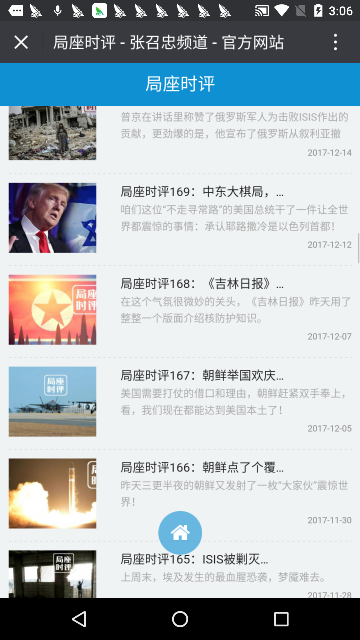 3:06
局座时评 - 张召忠频道 - 官方网站
局座时评
普京在讲话里称赞了俄罗斯军人为击败ISIS作出的
贡献，更劲爆的是，他宣布了俄罗斯从叙利亚撤
2017-12-14
局座时评169：中东大棋局，...
咱们这位“不走寻常路”的美国总统干了一件让全世
界都震惊的事情：承认耶路撒冷是以色列首都！
2017-12-12
局座时评
局座时评168：《吉林日报》...
在这个气氛很微妙的关头，《吉林日报》昨天用了
整整一个版面介绍核防护知识。
2017-12-07
局座时评
局座时评167：朝鲜举国欢庆...
美国需要打仗的借口和理由，朝鲜赶紧双手奉上，
看，我们现在都能达到美国本土了！
2017-12-05
局座时评166：朝鲜点了个覆...
昨天三更半夜的朝鲜又发射了一枚“大家伙”震惊世
界！
2017-11-30
局座时评
局座时评165：ISIS被剿灭...
上周末，埃及发生的最血腥恐袭，梦魇难去。
2017-11-28